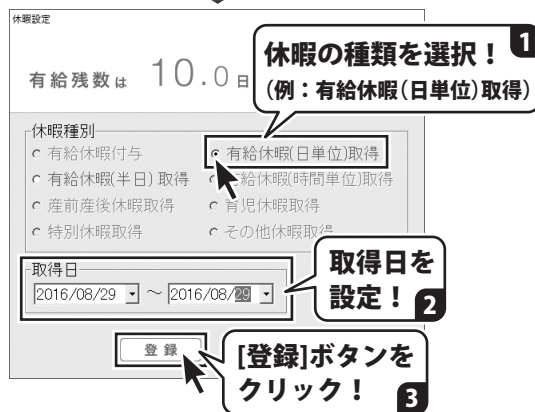 休暇設定
有給残数は 10.0 日
休暇の種類を選択！ 1
(例：有給休暇(日単位)取得)
休暇種別
有給休暇付与 有給休暇(日単位)取得
有給休暇(半日)取得 有給休暇(時間単位)取得
産前産後休暇取得 育児休暇取得
特別休暇取得 その他休暇取得
取得日
2016/08/29 ～ 2016/08/29
取得日を
設定！ 2
登録
[登録]ボタンを
クリック！ 3